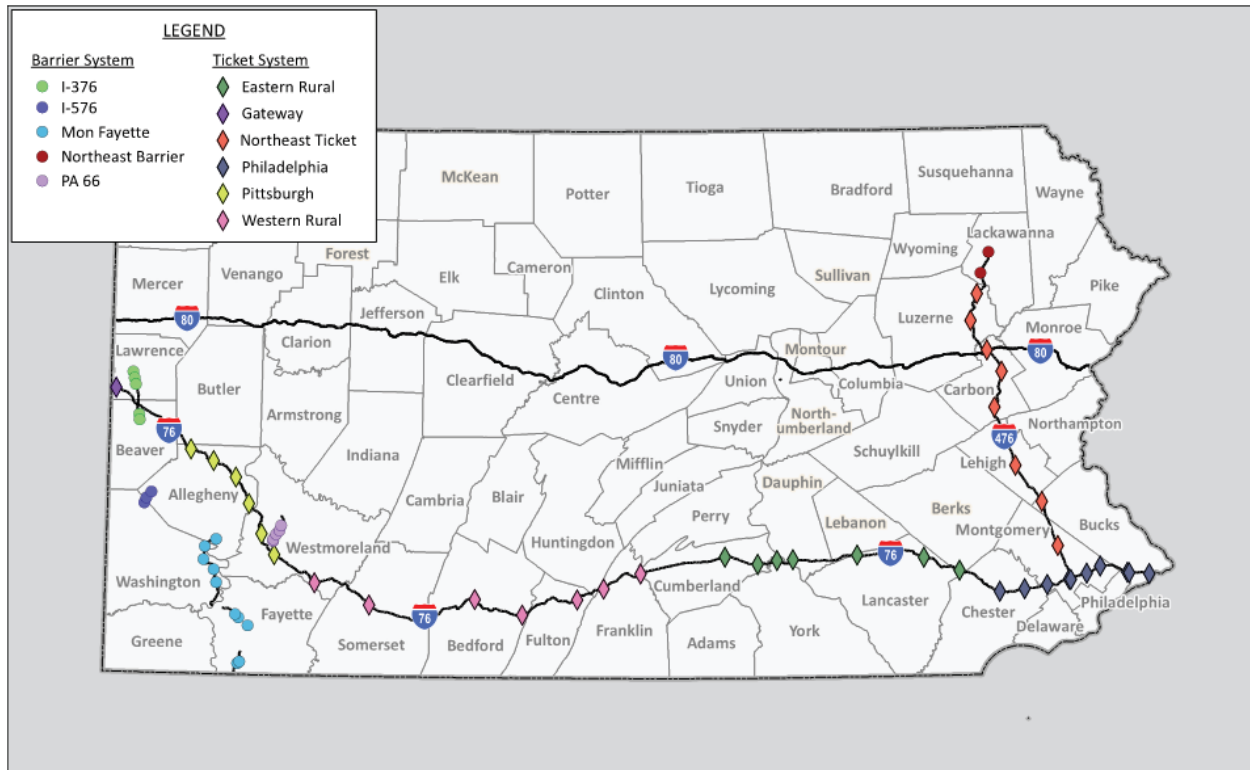 LEGEND
Barrier System
I-376
I-576
Mon Fayette
Northeast Barrier
PA 66
Ticket System
Eastern Rural
Gateway
Northeast Ticket
Philadelphia
Pittsburgh
Western Rural
McKean
Potter
Tioga
Bradford
Susquehanna
Wayne
Forest
Wyoming
Lackawanna
Mercer
Venango
Elk
Cameron
Clinton
Lycoming
Sullivan
Pike
Jefferson
Luzerne
Monroe
80
80
80
Lawrence
Clarion
Montour
Butler
Clearfield
Centre
Union
Columbia
Carbon
Armstrong
North-
umberland
Northampton
76
Snyder
476
Beaver
Indiana
Mifflin
Schuylkill
Lehigh
Allegheny
Cambria
Blair
Juniata
Dauphin
Berks
Perry
Lebanon
Montgomery
Bucks
Westmoreland
Huntingdon
76
Washington
Cumberland
Lancaster
Chester
Philadelphia
Fayette
76
Delaware
Greene
Somerset
Bedford
Fulton
Franklin
Adams
York